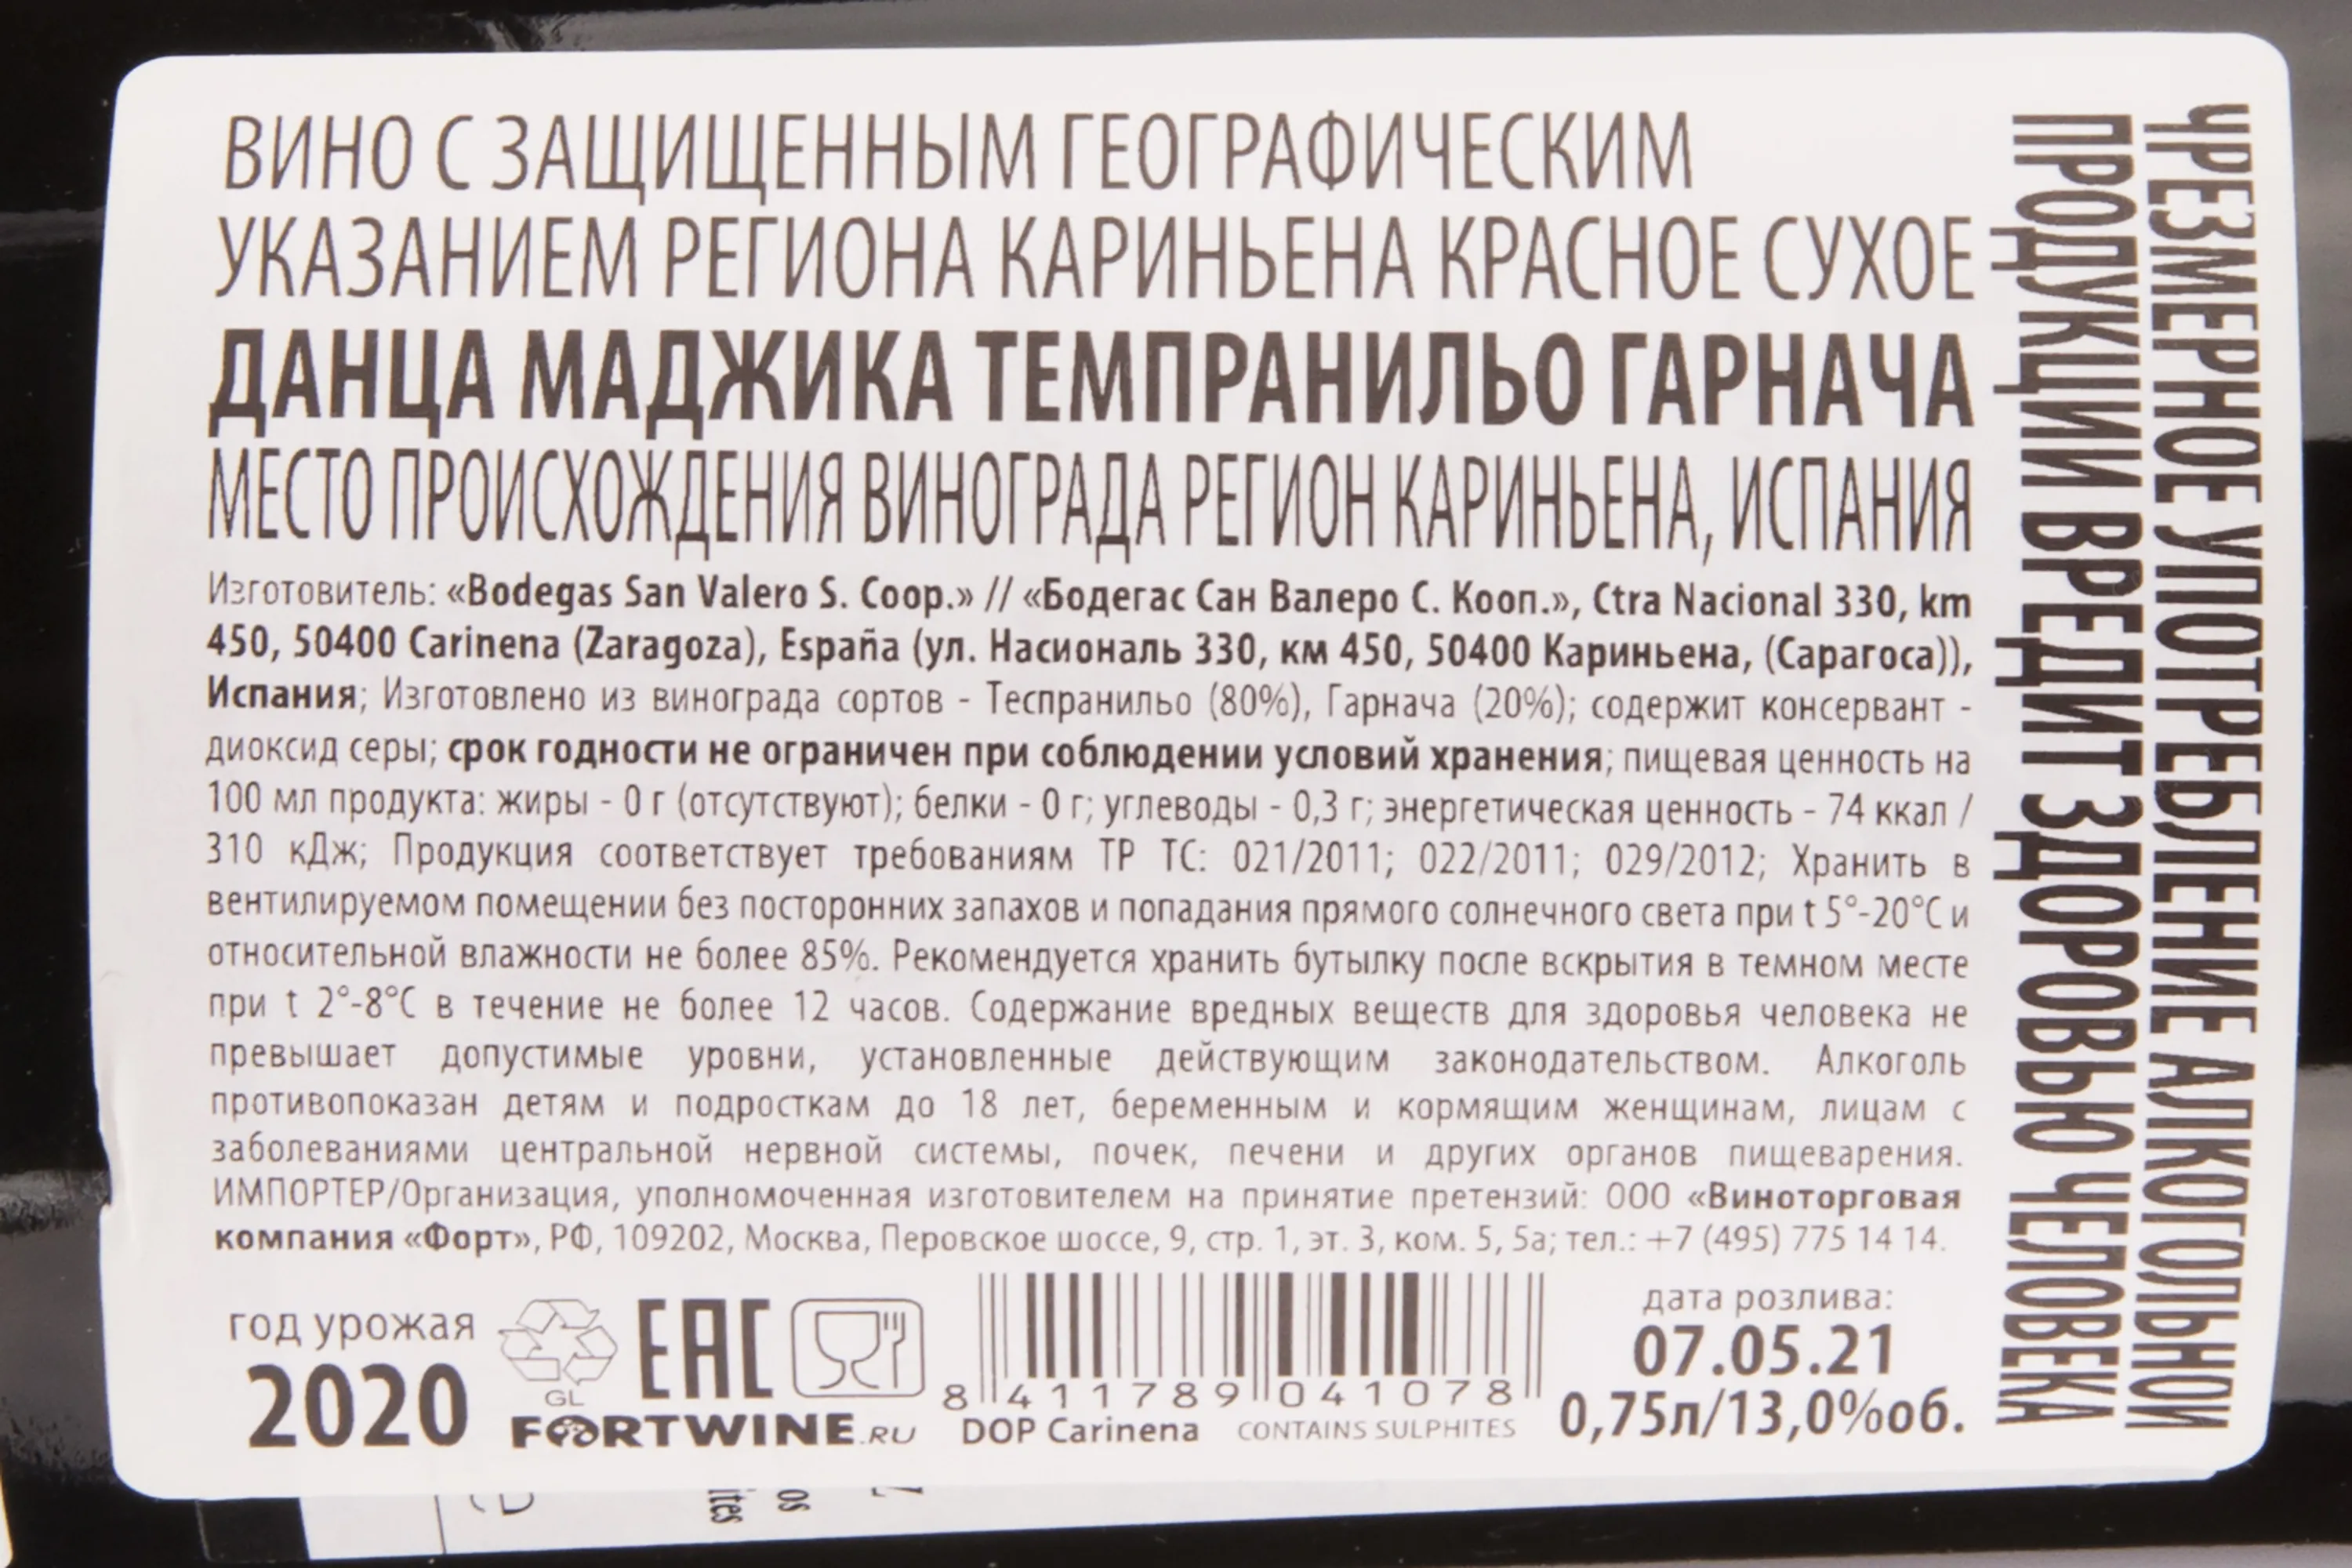 ВИНО С ЗАЩИЩЕННЫМ ГЕОГРАФИЧЕСКИМ
УКАЗАНИЕМ РЕГИОНА КАРИНЬЕНА КРАСНОЕ СУХОЕ
ДАНЦА МАДЖИКА ТЕМПРАНИЛЬО ГАРНАЧА
МЕСТО ПРОИСХОЖДЕНИЯ ВИНОГРАДА РЕГИОН КАРИНЬЕНА, ИСПАНИЯ
Изготовитель: «Bodegas San Valero S. Coop.» // «Бодегас Сан Валеро С. Кооп.», Ctra Nacional 330, km
450, 50400 Carinena (Zaragoza), España (ул. Насиональ 330, км 450, 50400 Кариньена, (Сарагоса)),
Испания; Изготовлено из винограда сортов - Теспранильо (80%), Гарнача (20%); содержит консервант -
диоксид серы; срок годности не ограничен при соблюдении условий хранения; пищевая ценность на
100 мл продукта: жиры - 0 г (отсутствуют); белки - 0 г; углеводы - 0,3 г; энергетическая ценность - 74 ккал /
310 кДж; Продукция соответствует требованиям ТР ТС: 021/2011; 022/2011; 029/2012; Хранить в
вентилируемом помещении без посторонних запахов и попадания прямого солнечного света при t 5°-20°C и
относительной влажности не более 85%. Рекомендуется хранить бутылку после вскрытия в темном месте
при t 2°-8°C в течение не более 12 часов. Содержание вредных веществ для здоровья человека не
превышает допустимые уровни, установленные действующим законодательством. Алкоголь
противопоказан детям и подросткам до 18 лет, беременным и кормящим женщинам, лицам с
заболеваниями центральной нервной системы, почек, печени и других органов пищеварения.
ИМПОРТЕР/Организация, уполномоченная изготовителем на принятие претензий: ООО «Виноторговая
компания «Форт», РФ, 109202, Москва, Перовское шоссе, 9, стр. 1, эт. 3, ком. 5, 5а; тел.: +7 (495) 775 14 14.
год урожая
2020
GL
EAC
FORTWINE.RU
8 411789 041078
DOP Carinena CONTAINS SULPHITES
дата розлива:
07.05.21
0,75л/13,0%об.
ЧРЕЗМЕРНОЕ УПОТРЕБЛЕНИЕ АЛКОГОЛЬНОЙ
ПРОДУКЦИИ ВРЕДИТ ЗДОРОВЬЮ ЧЕЛОВЕКА